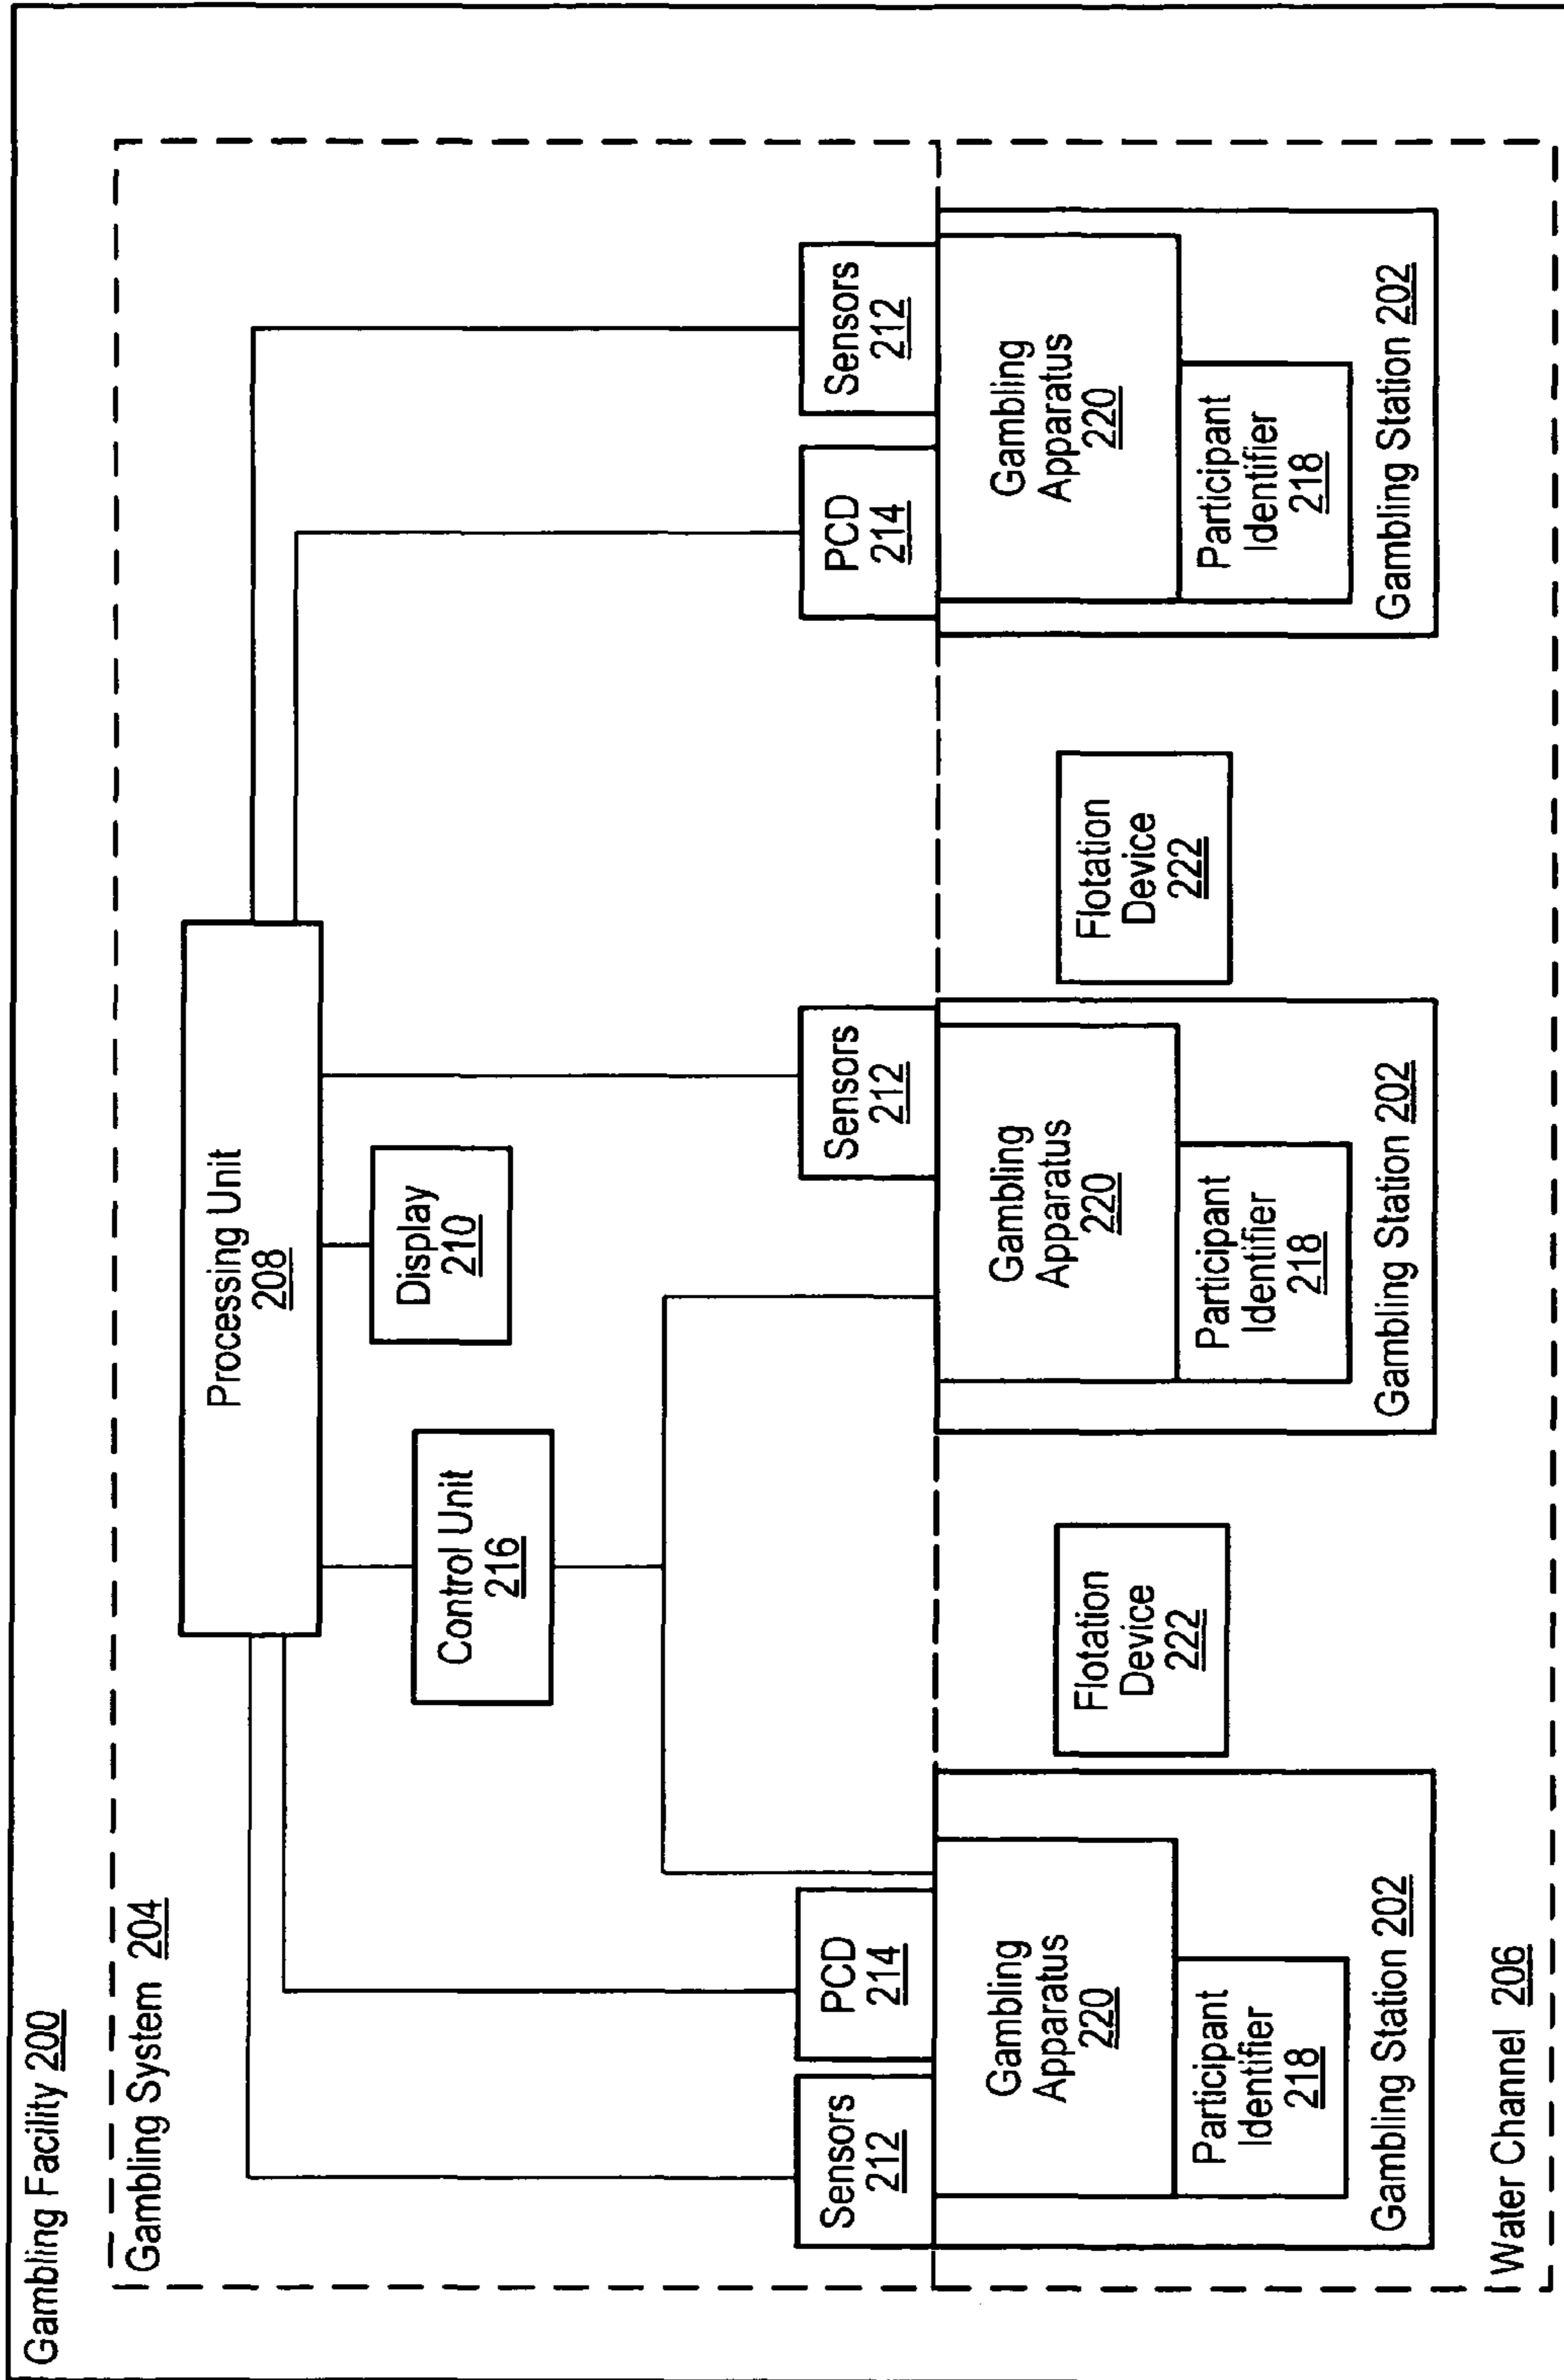 Gambling Facility 200
Gambling System 204
Processing Unit
208
Display
210
Control Unit
216
Sensors
212
PCD
214
Sensors
212
PCD
214
Sensors
212
Gambling
Apparatus
220
Participant
Identifier
218
Gambling Station 202
Flotation
Device
222
Gambling
Apparatus
220
Participant
Identifier
218
Gambling Station 202
Flotation
Device
222
Gambling
Apparatus
220
Participant
Identifier
218
Gambling Station 202
Water Channel 206